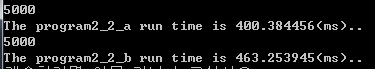 5000
The program2_2_a run time is 400.384456(ms)..
5000
The program2_2_b run time is 463.253945(ms)..